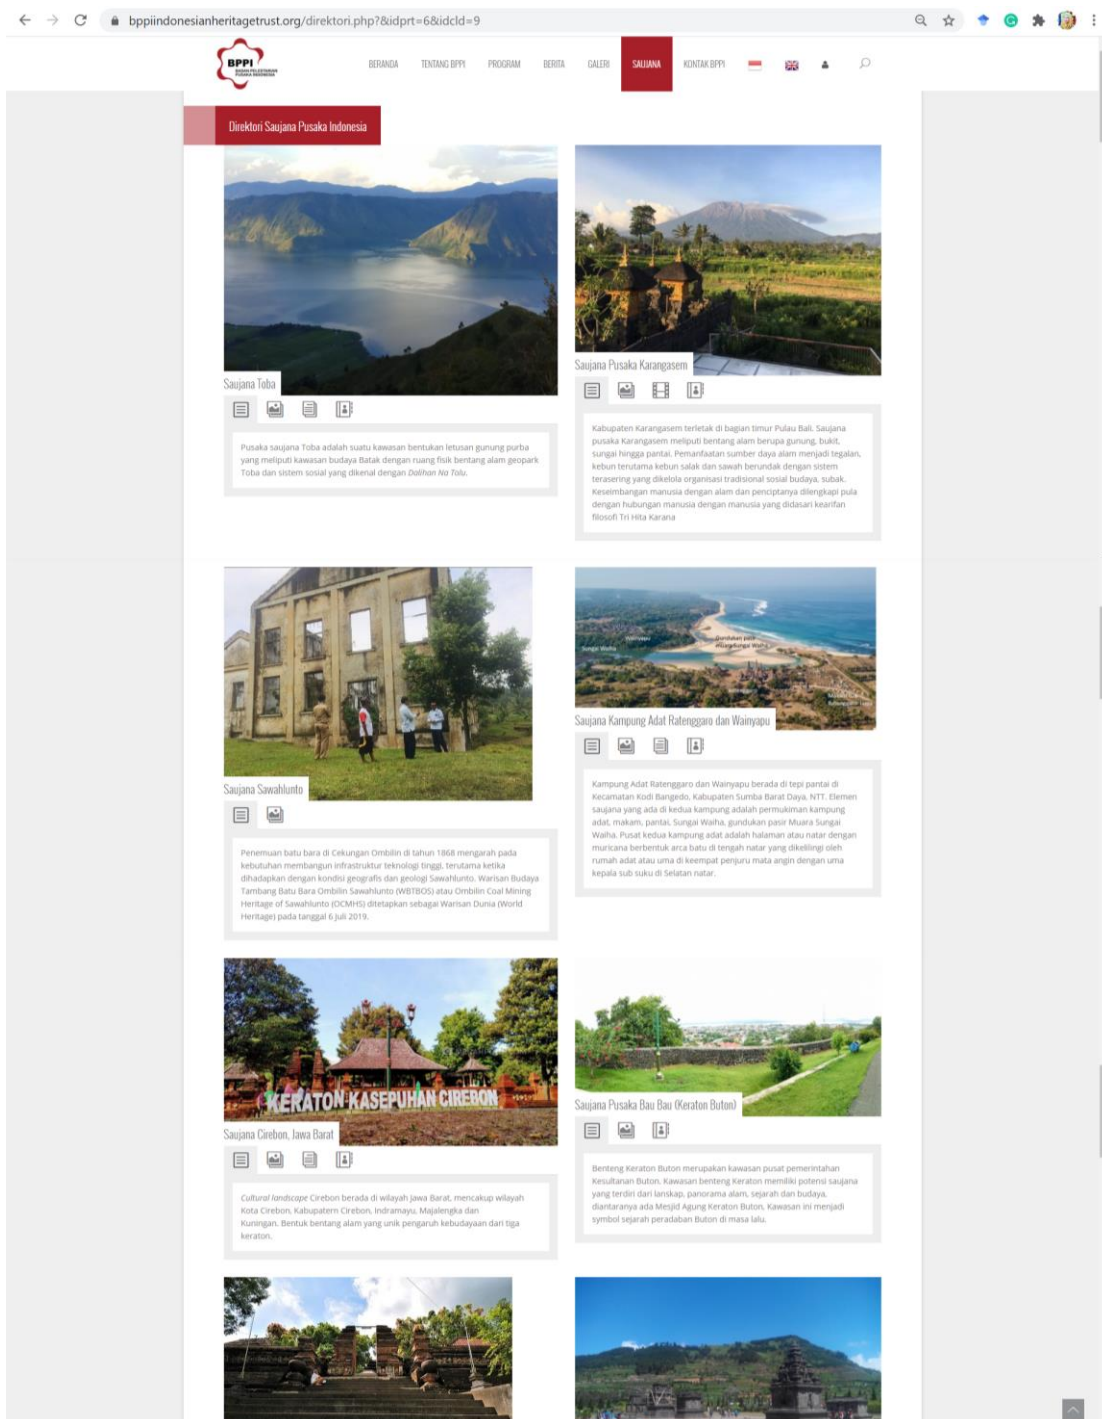 bppiindonesianheritagetrust.org/direktori.php?&idprt=6&idcld=9
BPPI
BADAN PELESTARIAN
PUSAKA INDONESIA
BERANDA TENTANG BPPI PROGRAM BERITA GALERI SAUJANA KONTAK BPPI
Direktori Saujana Pusaka Indonesia
Saujana Toba
Pusaka saujana Toba adalah suatu kawasan bentukan letusan gunung purba
yang meliputi kawasan budaya Batak dengan ruang fisik bentang alam geopark
Toba dan sistem sosial yang dikenal dengan Dalihan Na Tolu.
Saujana Pusaka Karangasem
Kabupaten Karangasem terletak di bagian timur Pulau Bali. Saujana
pusaka Karangasem meliputi bentang alam berupa gunung, bukit,
sungai hingga pantai. Pemanfaatan sumber daya alam menjadi tegalan,
kebun terutama kebun salak dan sawah berundak dengan sistem
terasering yang dikelola organisasi tradisional sosial budaya, subak.
Keseimbangan manusia dengan alam dan penciptanya dilengkapi pula
dengan hubungan manusia dengan manusia yang didasari kearifan
filosofi Tri Hita Karana
Saujana Sawahlunto
Penemuan batu bara di Cekungan Ombilin di tahun 1868 mengarah pada
kebutuhan membangun infrastruktur teknologi tinggi, terutama ketika
dihadapkan dengan kondisi geografis dan geologi Sawahlunto. Warisan Budaya
Tambang Batu Bara Ombilin Sawahlunto (WBTBOS) atau Ombilin Coal Mining
Heritage of Sawahlunto (OCMHS) ditetapkan sebagai Warisan Dunia (World
Heritage) pada tanggal 6 Juli 2019.
Wainyapu
Sungai Waiha
Gundukan pasir
muara Sungai Waiha
Saujana Kampung Adat Ratenggaro dan Wainyapu
Kampung Adat Ratenggaro dan Wainyapu berada di tepi pantai di
Kecamatan Kodi Bangedo, Kabupaten Sumba Barat Daya, NTT. Elemen
saujana yang ada di kedua kampung adalah permukiman kampung
adat, makam, pantai, Sungai Waiha, gundukan pasir Muara Sungai
Waiha. Pusat kedua kampung adat adalah halaman atau natar dengan
muricana berbentuk arca batu di tengah natar yang dikelilingi oleh
rumah adat atau uma di keempat penjuru mata angin dengan uma
kepala sub suku di Selatan natar.
KERATON KASEPUHAN CIREBON
Saujana Cirebon, Jawa Barat
Cultural landscape Cirebon berada di wilayah Jawa Barat, mencakup wilayah
Kota Cirebon, Kabupatern Cirebon, Indramayu, Majalengka dan
Kuningan. Bentuk bentang alam yang unik pengaruh kebudayaan dari tiga
keraton.
Saujana Pusaka Bau Bau (Keraton Buton)
Benteng Keraton Buton merupakan kawasan pusat pemerintahan
Kesultanan Buton. Kawasan benteng Keraton memiliki potensi saujana
yang terdiri dari lanskap, panorama alam, sejarah dan budaya,
diantaranya ada Mesjid Agung Keraton Buton. Kawasan ini menjadi
symbol sejarah peradaban Buton di masa lalu.